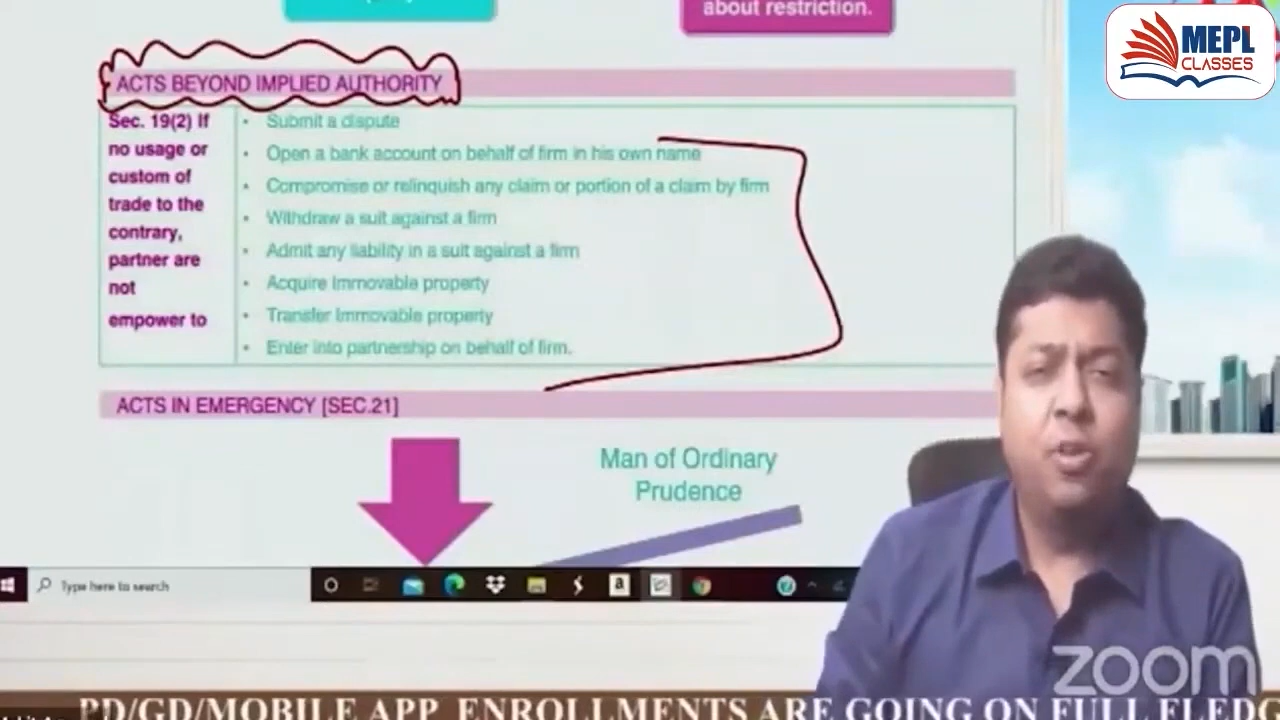 about restriction.
MEPL
CLASSES
ACTS BEYOND IMPLIED AUTHORITY
Sec. 19(2) If
no usage or
custom of
trade to the
contrary,
partner are
not
empower to
• Submit a dispute
• Open a bank account on behalf of firm in his own name
• Compromise or relinquish any claim or portion of a claim by firm
• Withdraw a suit against a firm
• Admit any liability in a suit against a firm
• Acquire Immovable property
• Transfer Immovable property
• Enter into partnership on behalf of firm.
ACTS IN EMERGENCY [SEC.21]
Man of Ordinary
Prudence
Type here to search
zoom
PD/GD/MOBILE APP ENROLLMENTS ARE GOING ON FULL FLEDG